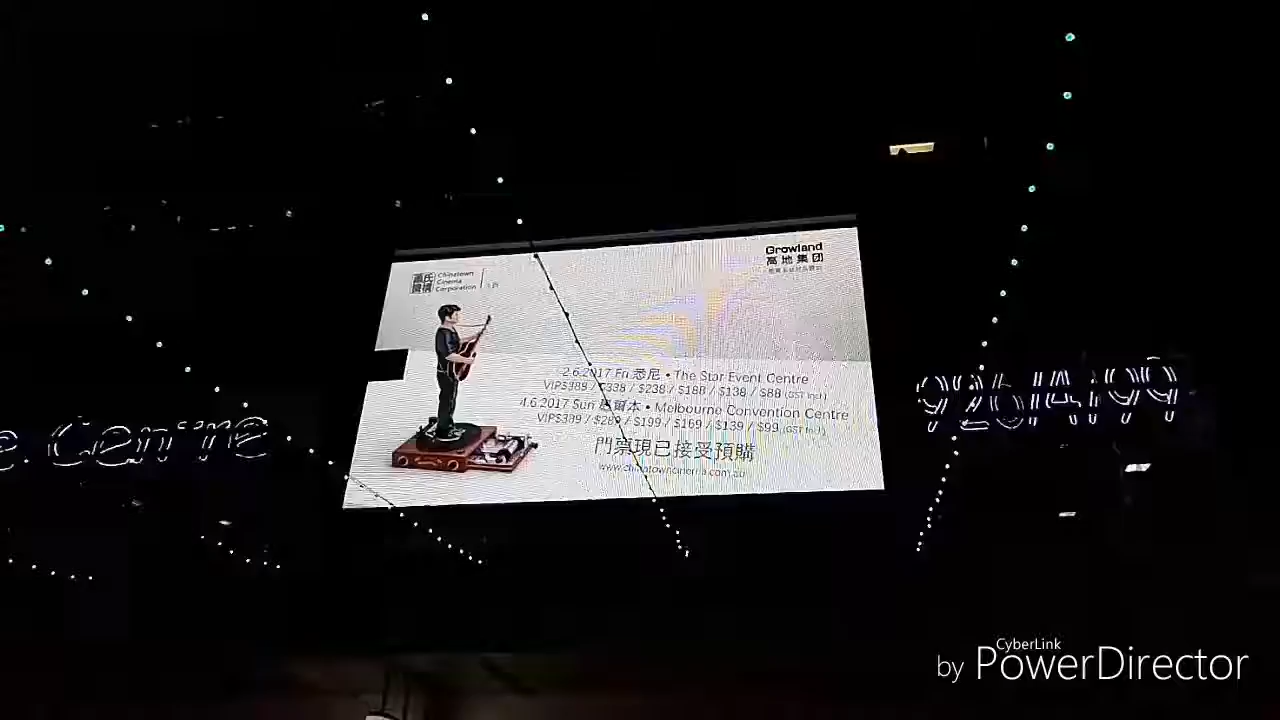 Chinatown
Cinema
Corporation
Growland
高地集团
2.6.2017 Fri 悉尼 • The Star Event Centre
VIP$389 / $338 / $238 / $188 / $138 / $88 (GST Incl)
4.6.2017 Sun 墨爾本 • Melbourne Convention Centre
VIP$389 / $289 / $199 / $169 / $139 / $99 (GST Incl)
門票現已接受預購
www.chinatowncinema.com.au
CyberLink
by PowerDirector